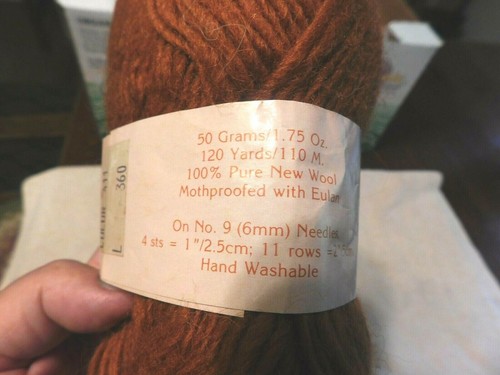 50 Grams/1.75 Oz.
120 Yards/110 M.
100% Pure New Wool
Mothproofed with Eulan
On No. 9 (6mm) Needles
4 sts = 1"/2.5cm; 11 rows =
Hand Washable
L 360